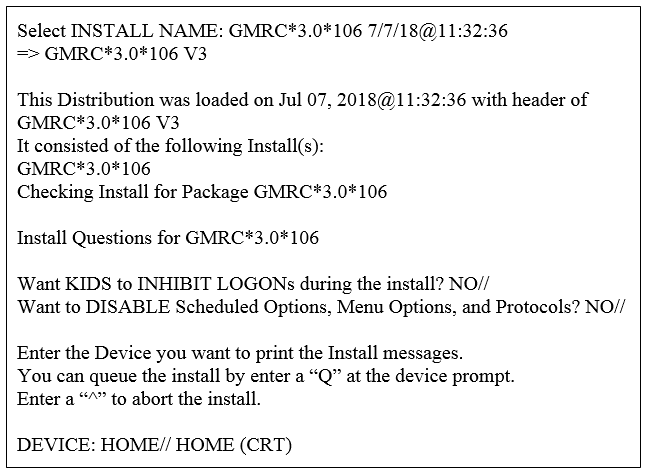 Select INSTALL NAME: GMRC*3.0*106 7/7/18@11:32:36
=> GMRC*3.0*106 V3
This Distribution was loaded on Jul 07, 2018@11:32:36 with header of
GMRC*3.0*106 V3
It consisted of the following Install(s):
GMRC*3.0*106
Checking Install for Package GMRC*3.0*106
Install Questions for GMRC*3.0*106
Want KIDS to INHIBIT LOGONs during the install? NO//
Want to DISABLE Scheduled Options, Menu Options, and Protocols? NO//
Enter the Device you want to print the Install messages.
You can queue the install by enter a “Q” at the device prompt.
Enter a “^” to abort the install.
DEVICE: HOME// HOME (CRT)